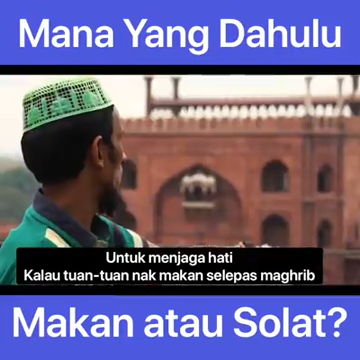 Mana Yang Dahulu
Untuk menjaga hati
Kalau tuan-tuan nak makan selepas maghrib
Makan atau Solat?